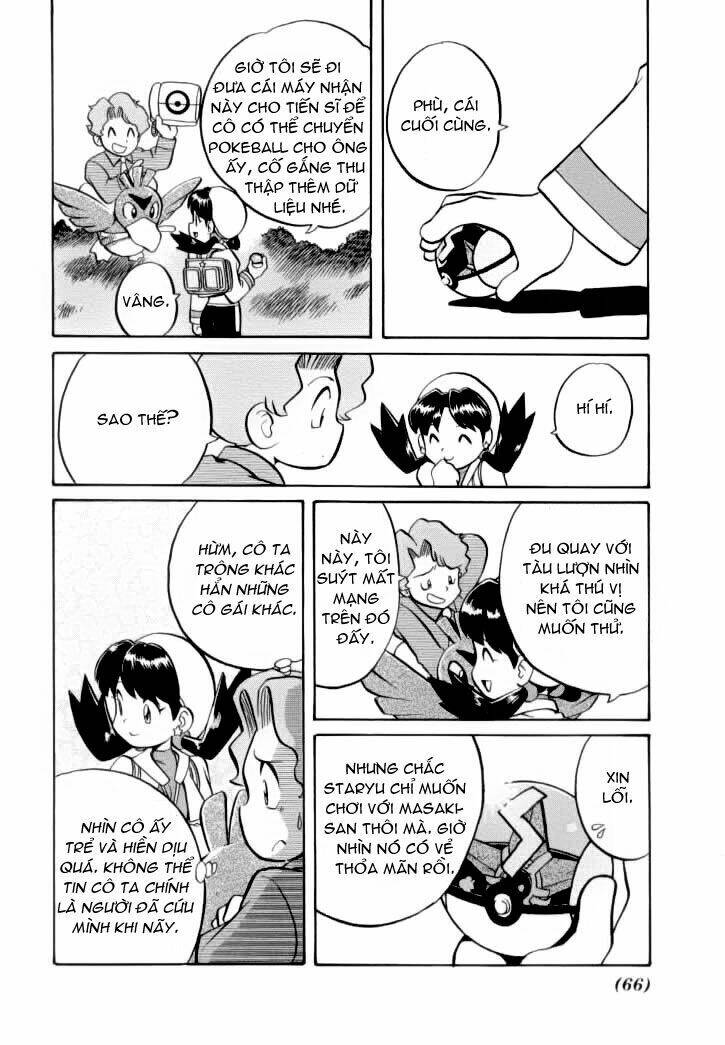 PHÙ, CÁI
CUỐI CÙNG.
GIỜ TÔI SẼ ĐI
ĐƯA CÁI MÁY NHẬN
NÀY CHO TIẾN SĨ ĐỂ
CÔ CÓ THỂ CHUYỂN
POKEBALL CHO ÔNG
ẤY, CỐ GẮNG THU
THẬP THÊM DỮ
LIỆU NHÉ.
VÂNG.
HÍ HÍ.
SAO THẾ?
ĐU QUAY VỚI
TÀU LƯỢN NHÌN
KHÁ THÚ VỊ
NÊN TÔI CŨNG
MUỐN THỬ.
NÀY
NÀY, TÔI
SUÝT MẤT
MẠNG
TRÊN ĐÓ
ĐẤY.
XIN
LỖI.
NHƯNG CHẮC
STARYU CHỈ MUỐN
CHƠI VỚI MASAKI-
SAN THÔI MÀ. GIỜ
NHÌN NÓ CÓ VẺ
THỎA MÃN RỒI.
HỪM, CÔ TA
TRÔNG KHÁC
HẲN NHỮNG
CÔ GÁI KHÁC.
NHÌN CÔ ẤY
TRẺ VÀ HIỀN DỊU
QUÁ. KHÔNG THỂ
TIN CÔ TA CHÍNH
LÀ NGƯỜI ĐÃ CỨU
MÌNH KHI NÃY.
(66)